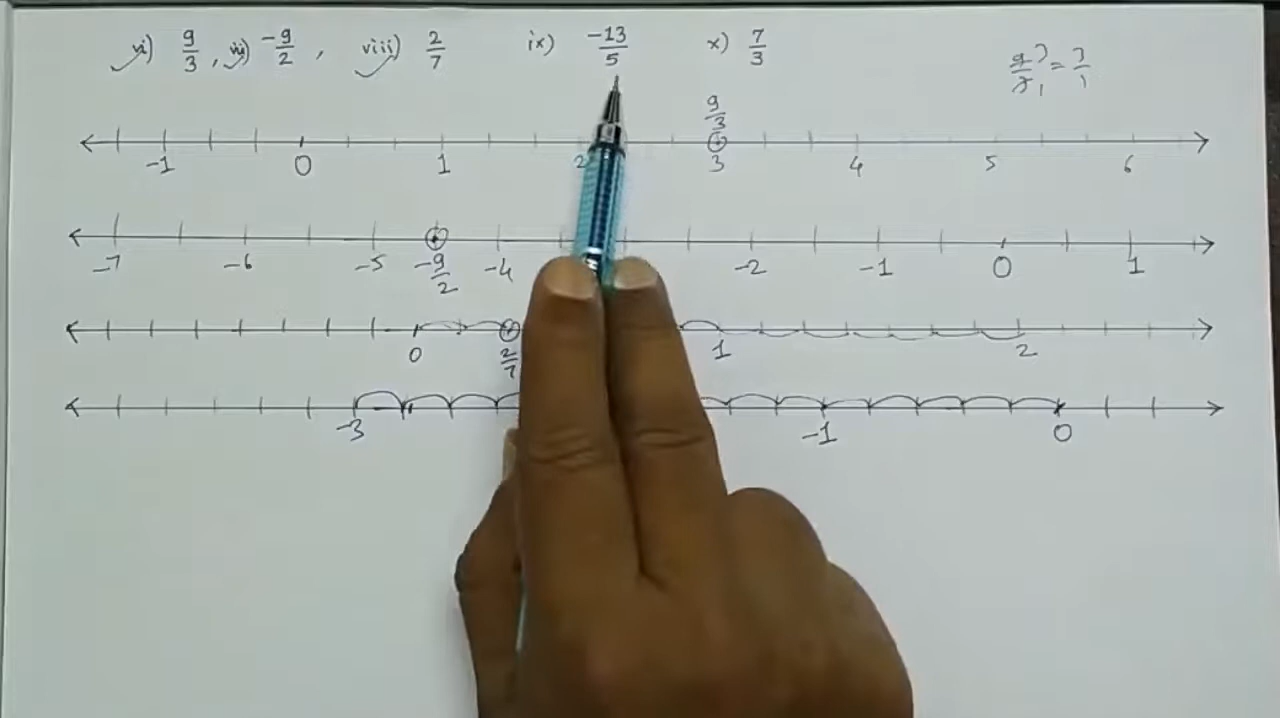 vi) 9/3 , vii) -9/2 , viii) 2/7 ix) -13/5 x) 7/3
9/3 = 3/1
9/3
-1 0 1 2 3 4 5 6
-7 -6 -5 -9/2 -4 -2 -1 0 1
0 2/7 1 2
-3 -1 0